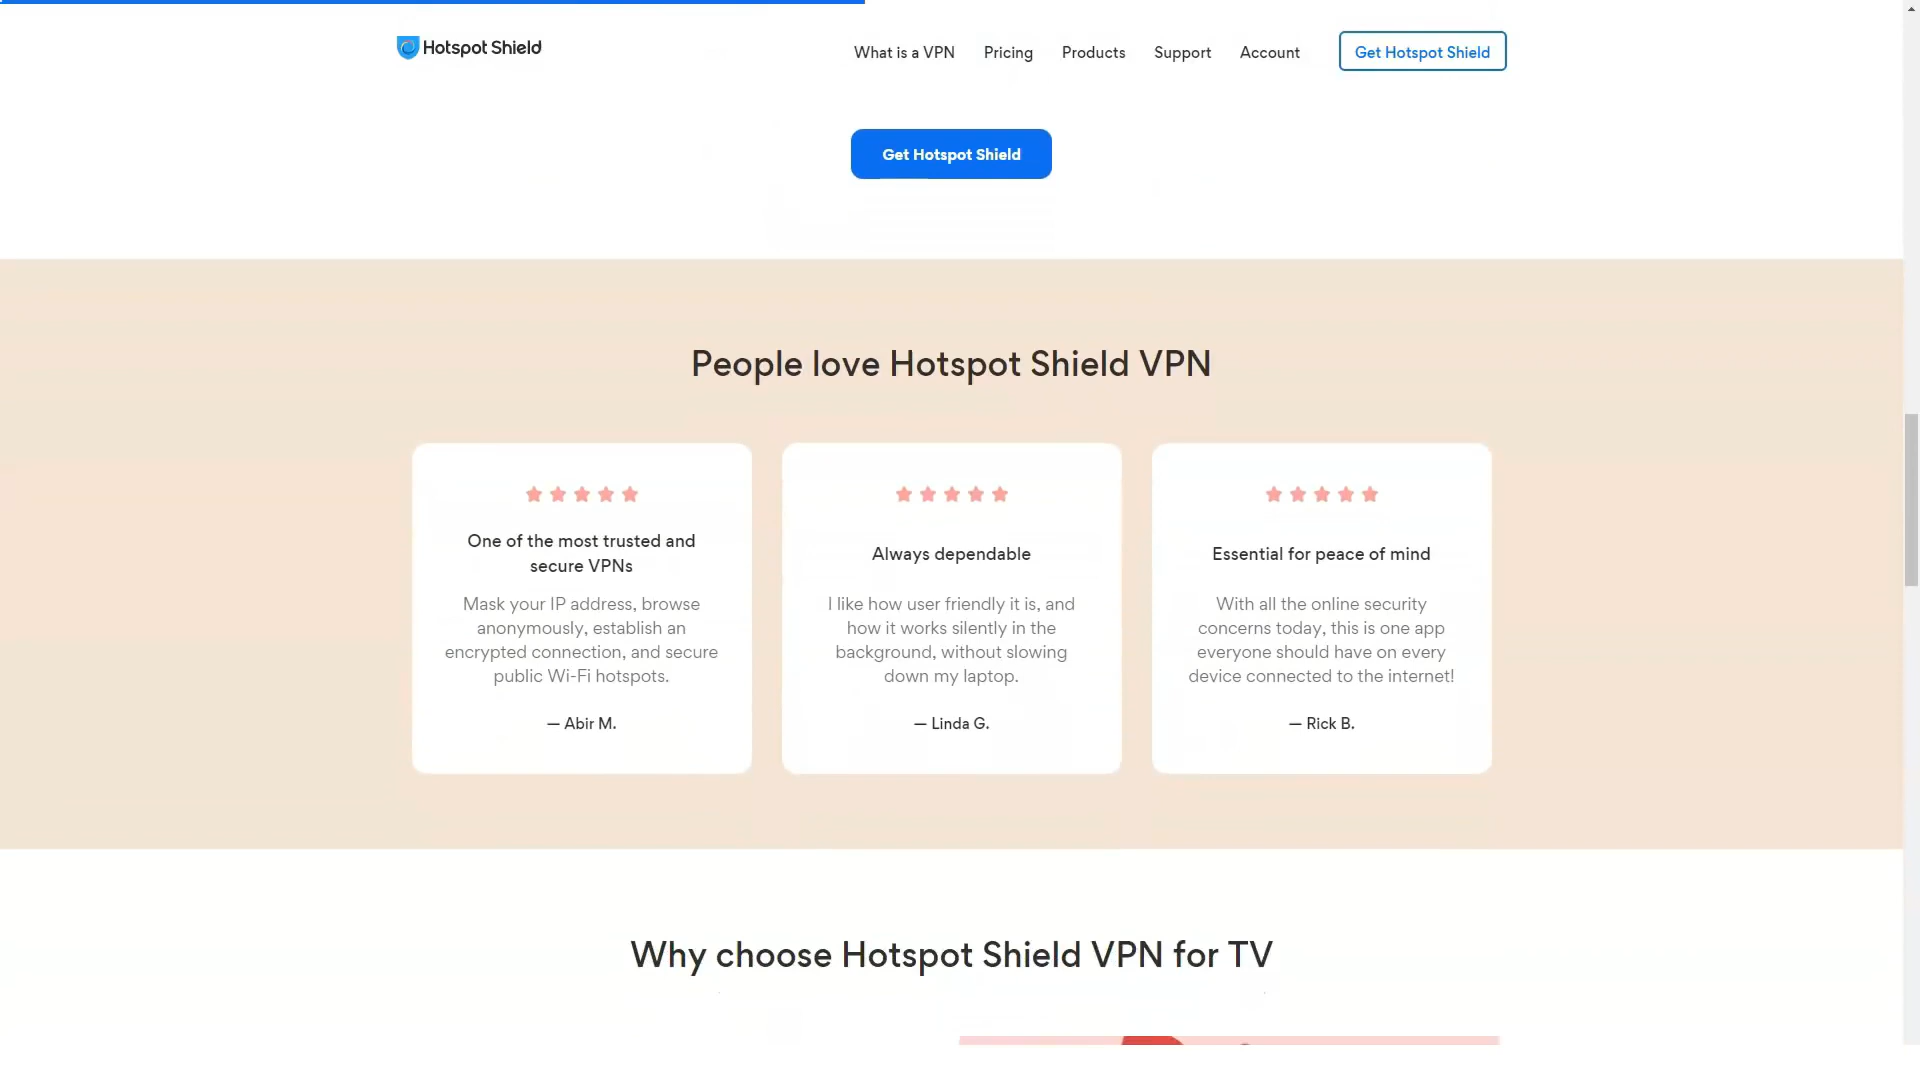 Hotspot Shield
What is a VPN
Pricing
Products
Support
Account
Get Hotspot Shield
Get Hotspot Shield
People love Hotspot Shield VPN
One of the most trusted and
secure VPNs
Mask your IP address, browse
anonymously, establish an
encrypted connection, and secure
public Wi-Fi hotspots.
— Abir M.
Always dependable
I like how user friendly it is, and
how it works silently in the
background, without slowing
down my laptop.
— Linda G.
Essential for peace of mind
With all the online security
concerns today, this is one app
everyone should have on every
device connected to the internet!
— Rick B.
Why choose Hotspot Shield VPN for TV